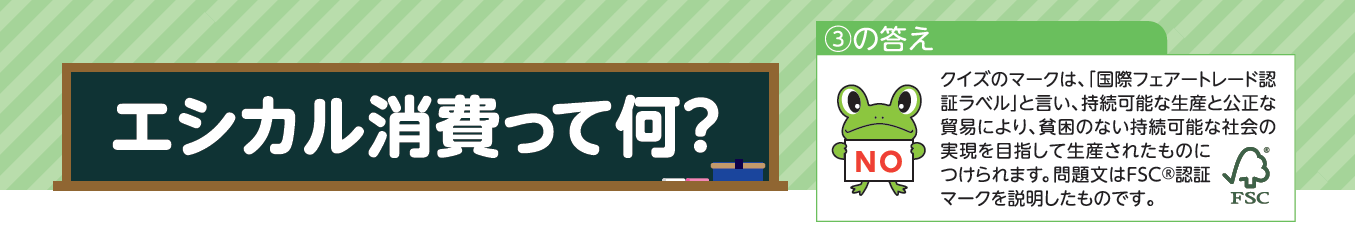 エシカル消費って何?
③の答え
NO
クイズのマークは、「国際フェアートレード認
証ラベル」と言い、持続可能な生産と公正な
貿易により、貧困のない持続可能な社会の
実現を目指して生産されたものに
つけられます。問題文はFSC®認証
マークを説明したものです。
®
FSC